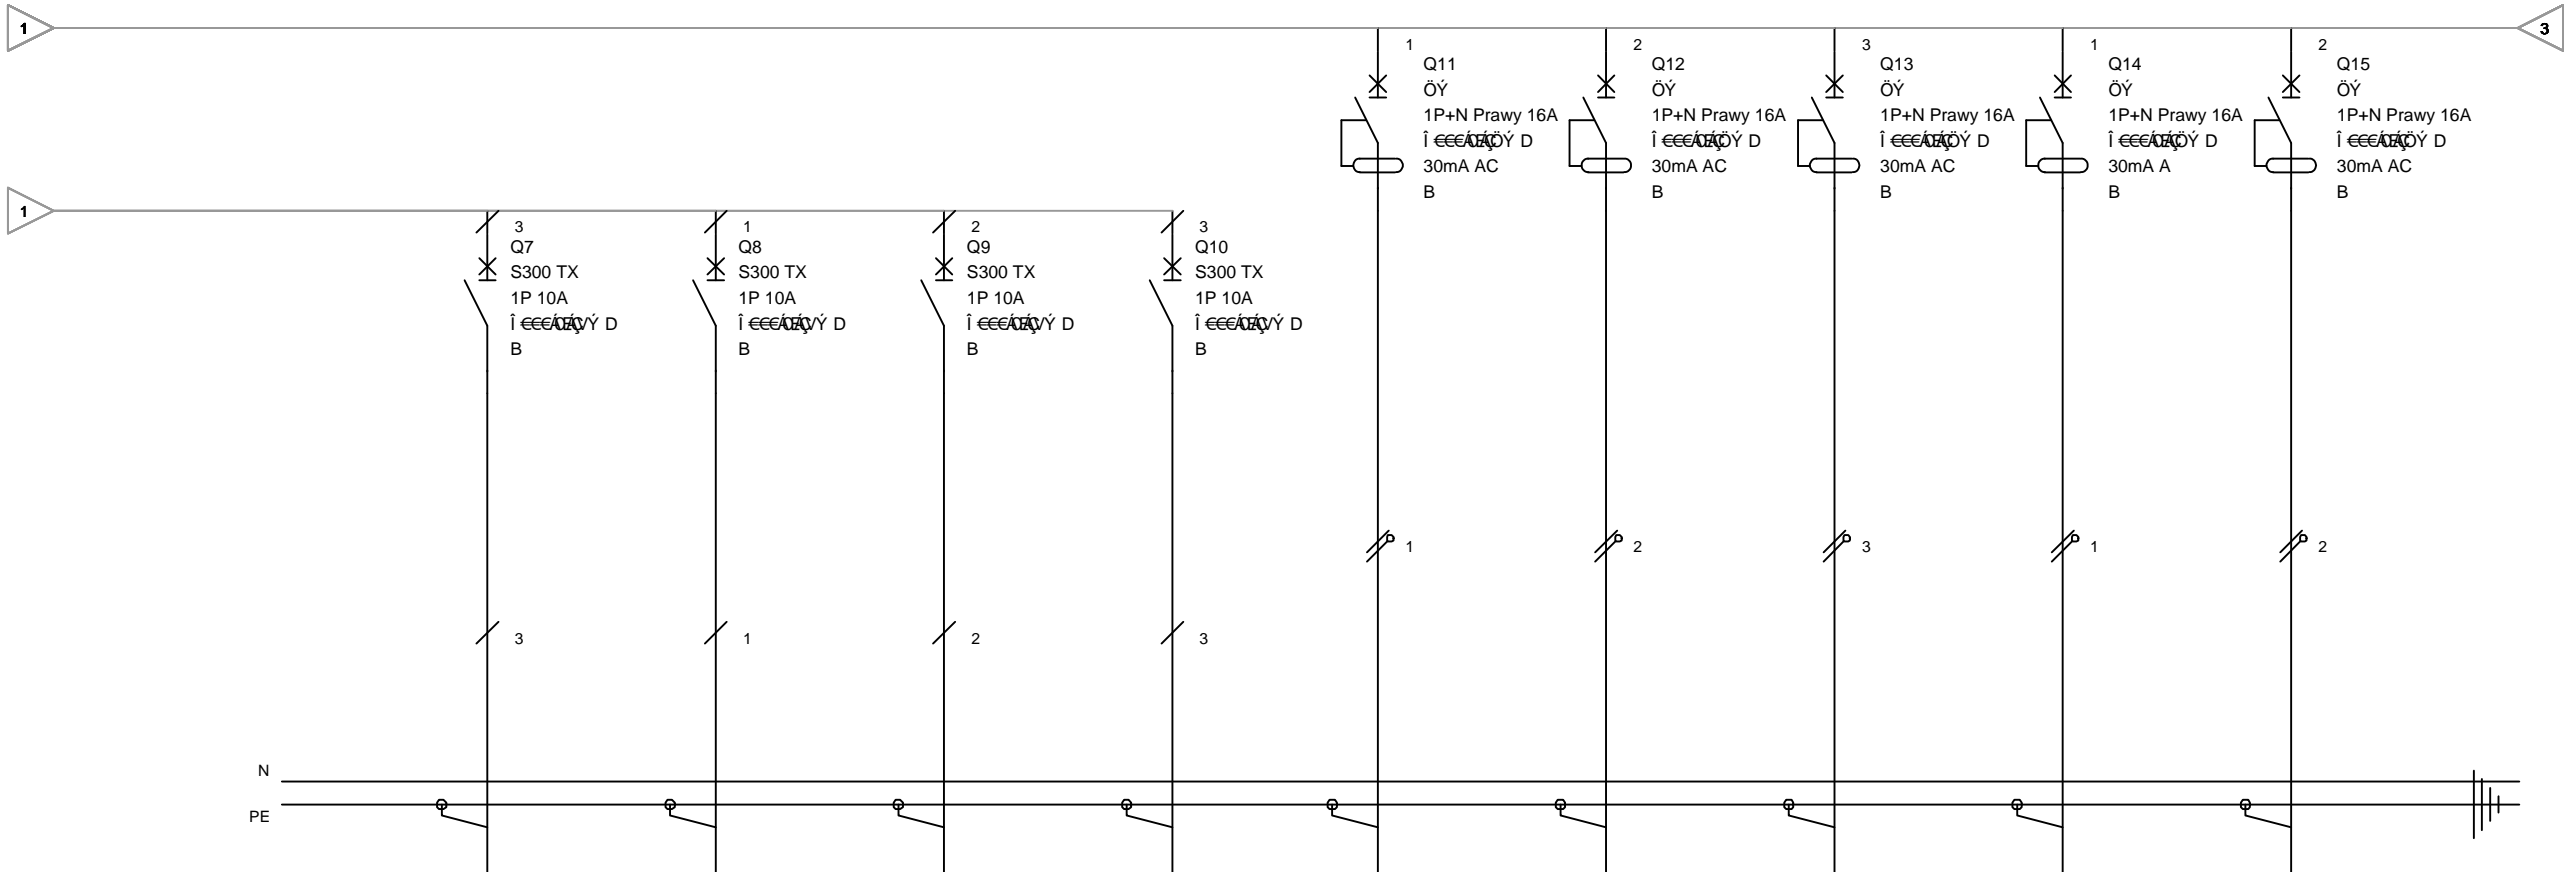 1
3
1
Q11
ÖÝ
1P+N Prawy 16A
30mA AC
B
2
Q12
ÖÝ
1P+N Prawy 16A
30mA AC
B
3
Q13
ÖÝ
1P+N Prawy 16A
30mA AC
B
1
Q14
ÖÝ
1P+N Prawy 16A
30mA A
B
2
Q15
ÖÝ
1P+N Prawy 16A
30mA AC
B
1
3
Q7
S300 TX
1P 10A
B
1
Q8
S300 TX
1P 10A
B
2
Q9
S300 TX
1P 10A
B
3
Q10
S300 TX
1P 10A
B
1
2
3
1
2
3
1
2
3
N
PE